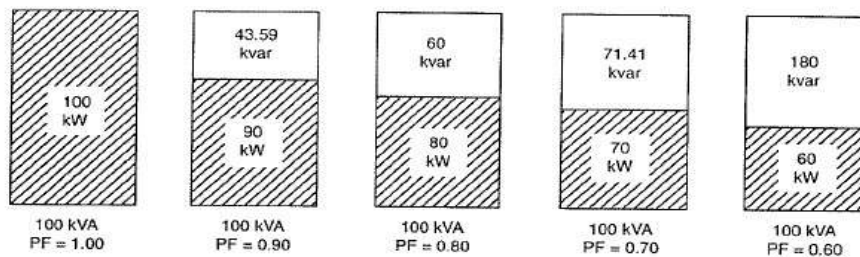 100
kW
100 kVA
PF = 1.00
43.59
kvar
90
kW
100 kVA
PF = 0.90
60
kvar
80
kW
100 kVA
PF = 0.80
71.41
kvar
70
kW
100 kVA
PF = 0.70
180
kvar
60
kW
100 kVA
PF = 0.60